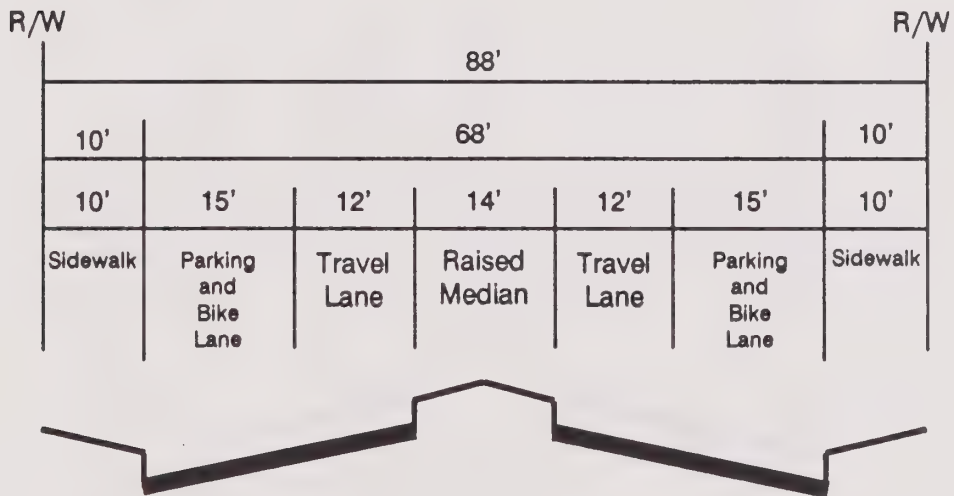 R/W R/W
88'
10' 68' 10'
10' 15' 12' 14' 12' 15' 10'
Sidewalk Parking and Bike Lane Travel Lane Raised Median Travel Lane Parking and Bike Lane Sidewalk